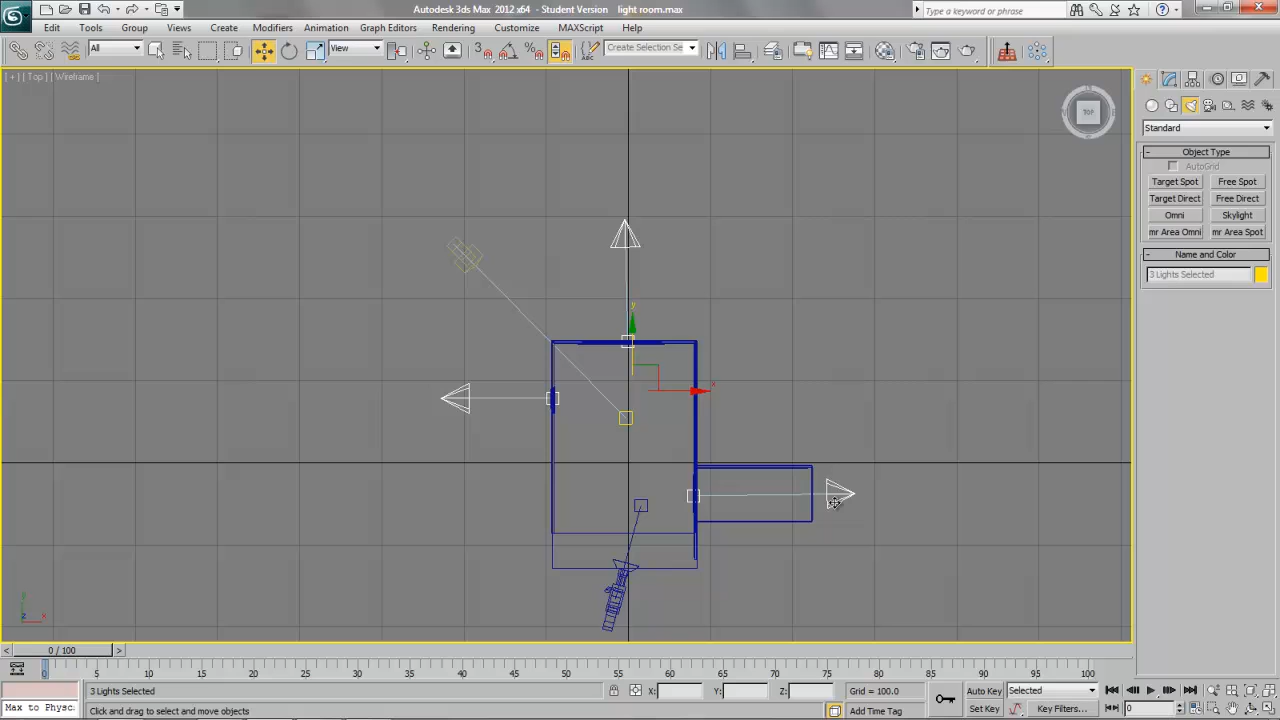 Autodesk 3ds Max 2012 x64 - Student Version light room.max
Type a keyword or phrase
Edit Tools Group Views Create Modifiers Animation Graph Editors Rendering Customize MAXScript Help
All View 3 Create Selection Se
[ + ] [ Top ] [ Wireframe ]
TOP
Standard
- Object Type
AutoGrid
Target Spot Free Spot
Target Direct Free Direct
Omni Skylight
mr Area Omni mr Area Spot
- Name and Color
3 Lights Selected
y
x
z x
< 0 / 100 >
0 5 10 15 20 25 30 35 40 45 50 55 60 65 70 75 80 85 90 95 100
3 Lights Selected X: Y: Z: Grid = 100.0 Auto Key Selected
Max to Physc: Click and drag to select and move objects Add Time Tag Set Key Key Filters... 0